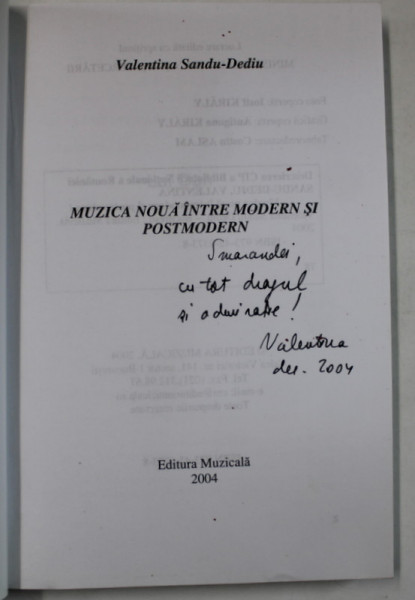 Valentina Sandu-Dediu
MUZICA NOUĂ ÎNTRE MODERN ȘI
POSTMODERN
Smarandei,
cu tot dragul
și admirație!
Valentina
dec. 2004
Editura Muzicală
2004